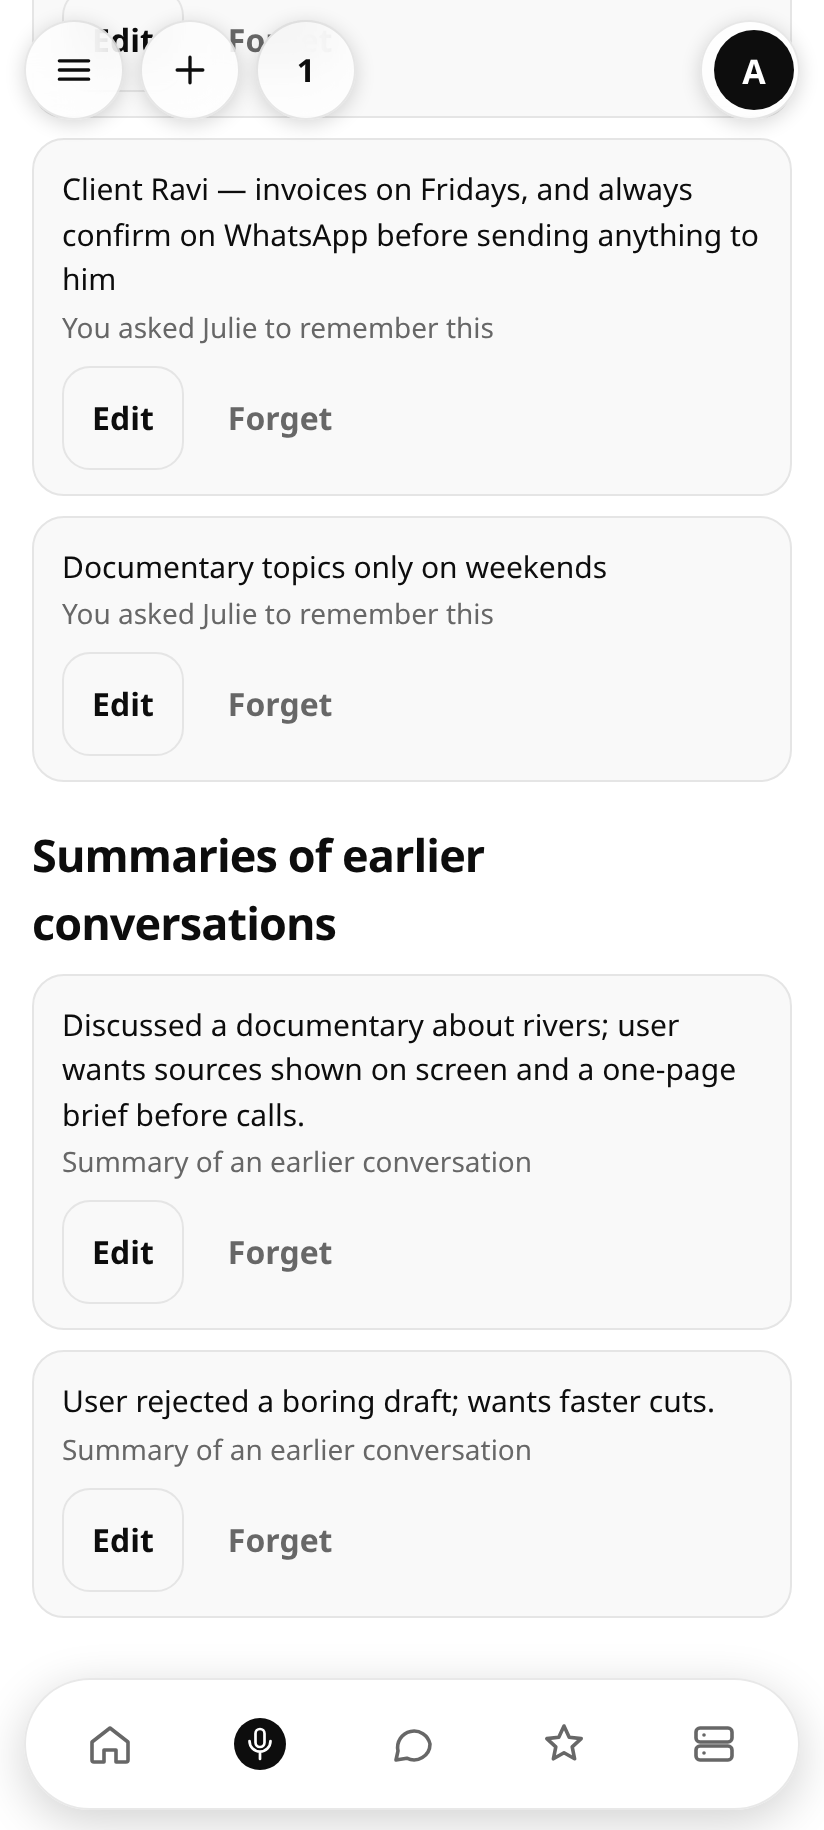 Edit
1
A
Client Ravi — invoices on Fridays, and always
confirm on WhatsApp before sending anything to
him
You asked Julie to remember this
Edit Forget
Documentary topics only on weekends
You asked Julie to remember this
Edit Forget
Summaries of earlier
conversations
Discussed a documentary about rivers; user
wants sources shown on screen and a one-page
brief before calls.
Summary of an earlier conversation
Edit Forget
User rejected a boring draft; wants faster cuts.
Summary of an earlier conversation
Edit Forget